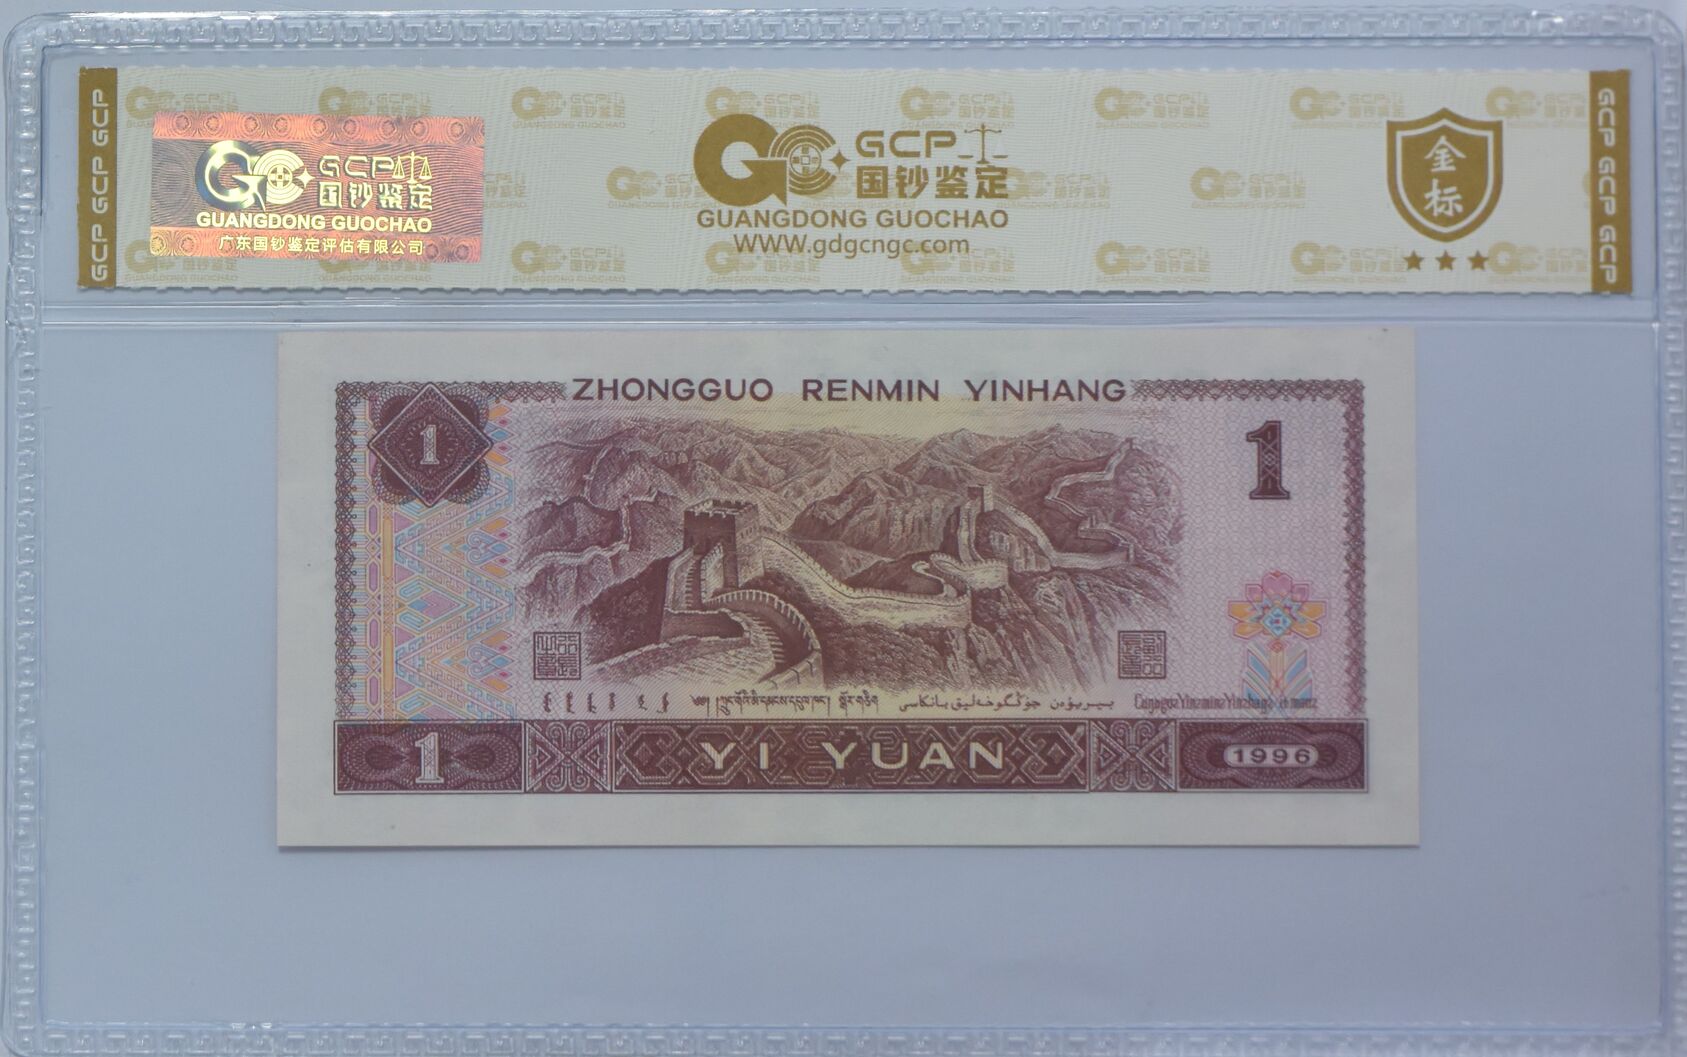 GCP GCP GCP GCP
GCP
国钞鉴定
GUANGDONG GUOCHAO
广东国钞鉴定评估有限公司
GCP
国钞鉴定
GUANGDONG GUOCHAO
WWW.gdgcngc.com
金
标
GCP GCP GCP GCP
ZHONGGUO RENMIN YINHANG
1
1
1
YI YUAN
1996